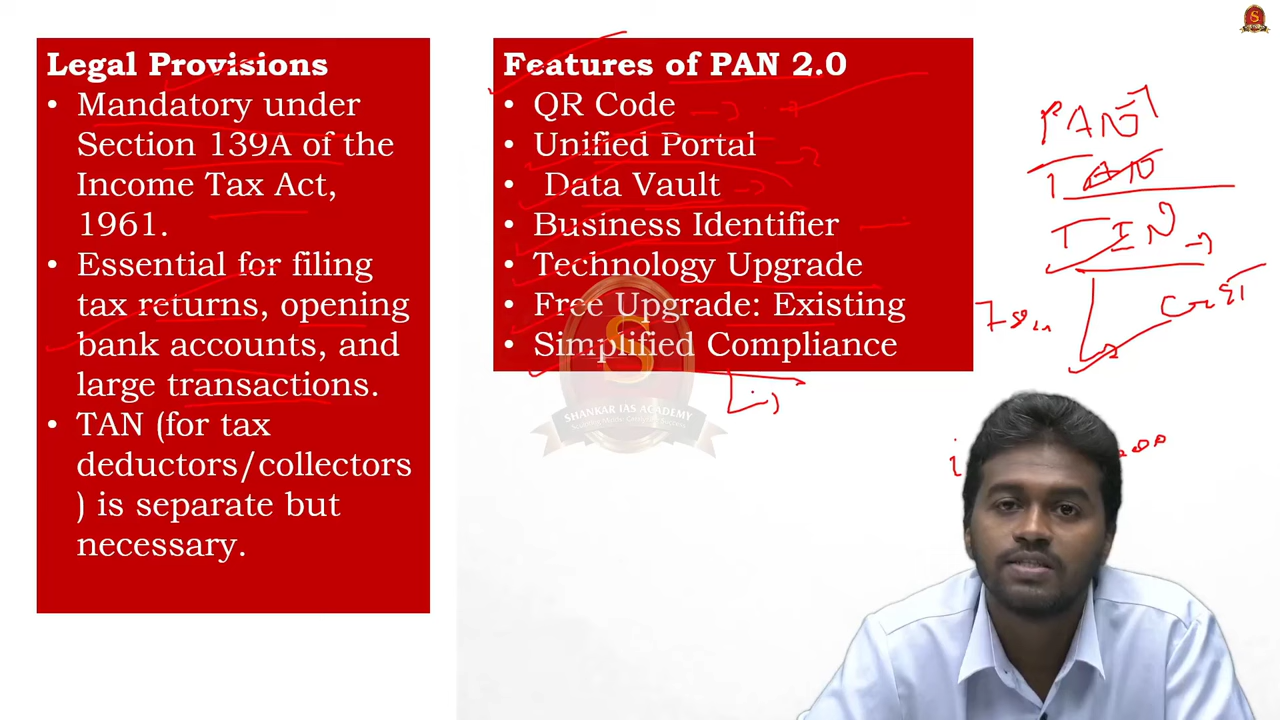 Legal Provisions
• Mandatory under
Section 139A of the
Income Tax Act,
1961.
• Essential for filing
tax returns, opening
bank accounts, and
large transactions.
• TAN (for tax
deductors/collectors
) is separate but
necessary.
Features of PAN 2.0
• QR Code
• Unified Portal
• Data Vault
• Business Identifier
• Technology Upgrade
• Free Upgrade: Existing
• Simplified Compliance
PAN
TAN
TIN
SHANKAR IAS ACADEMY